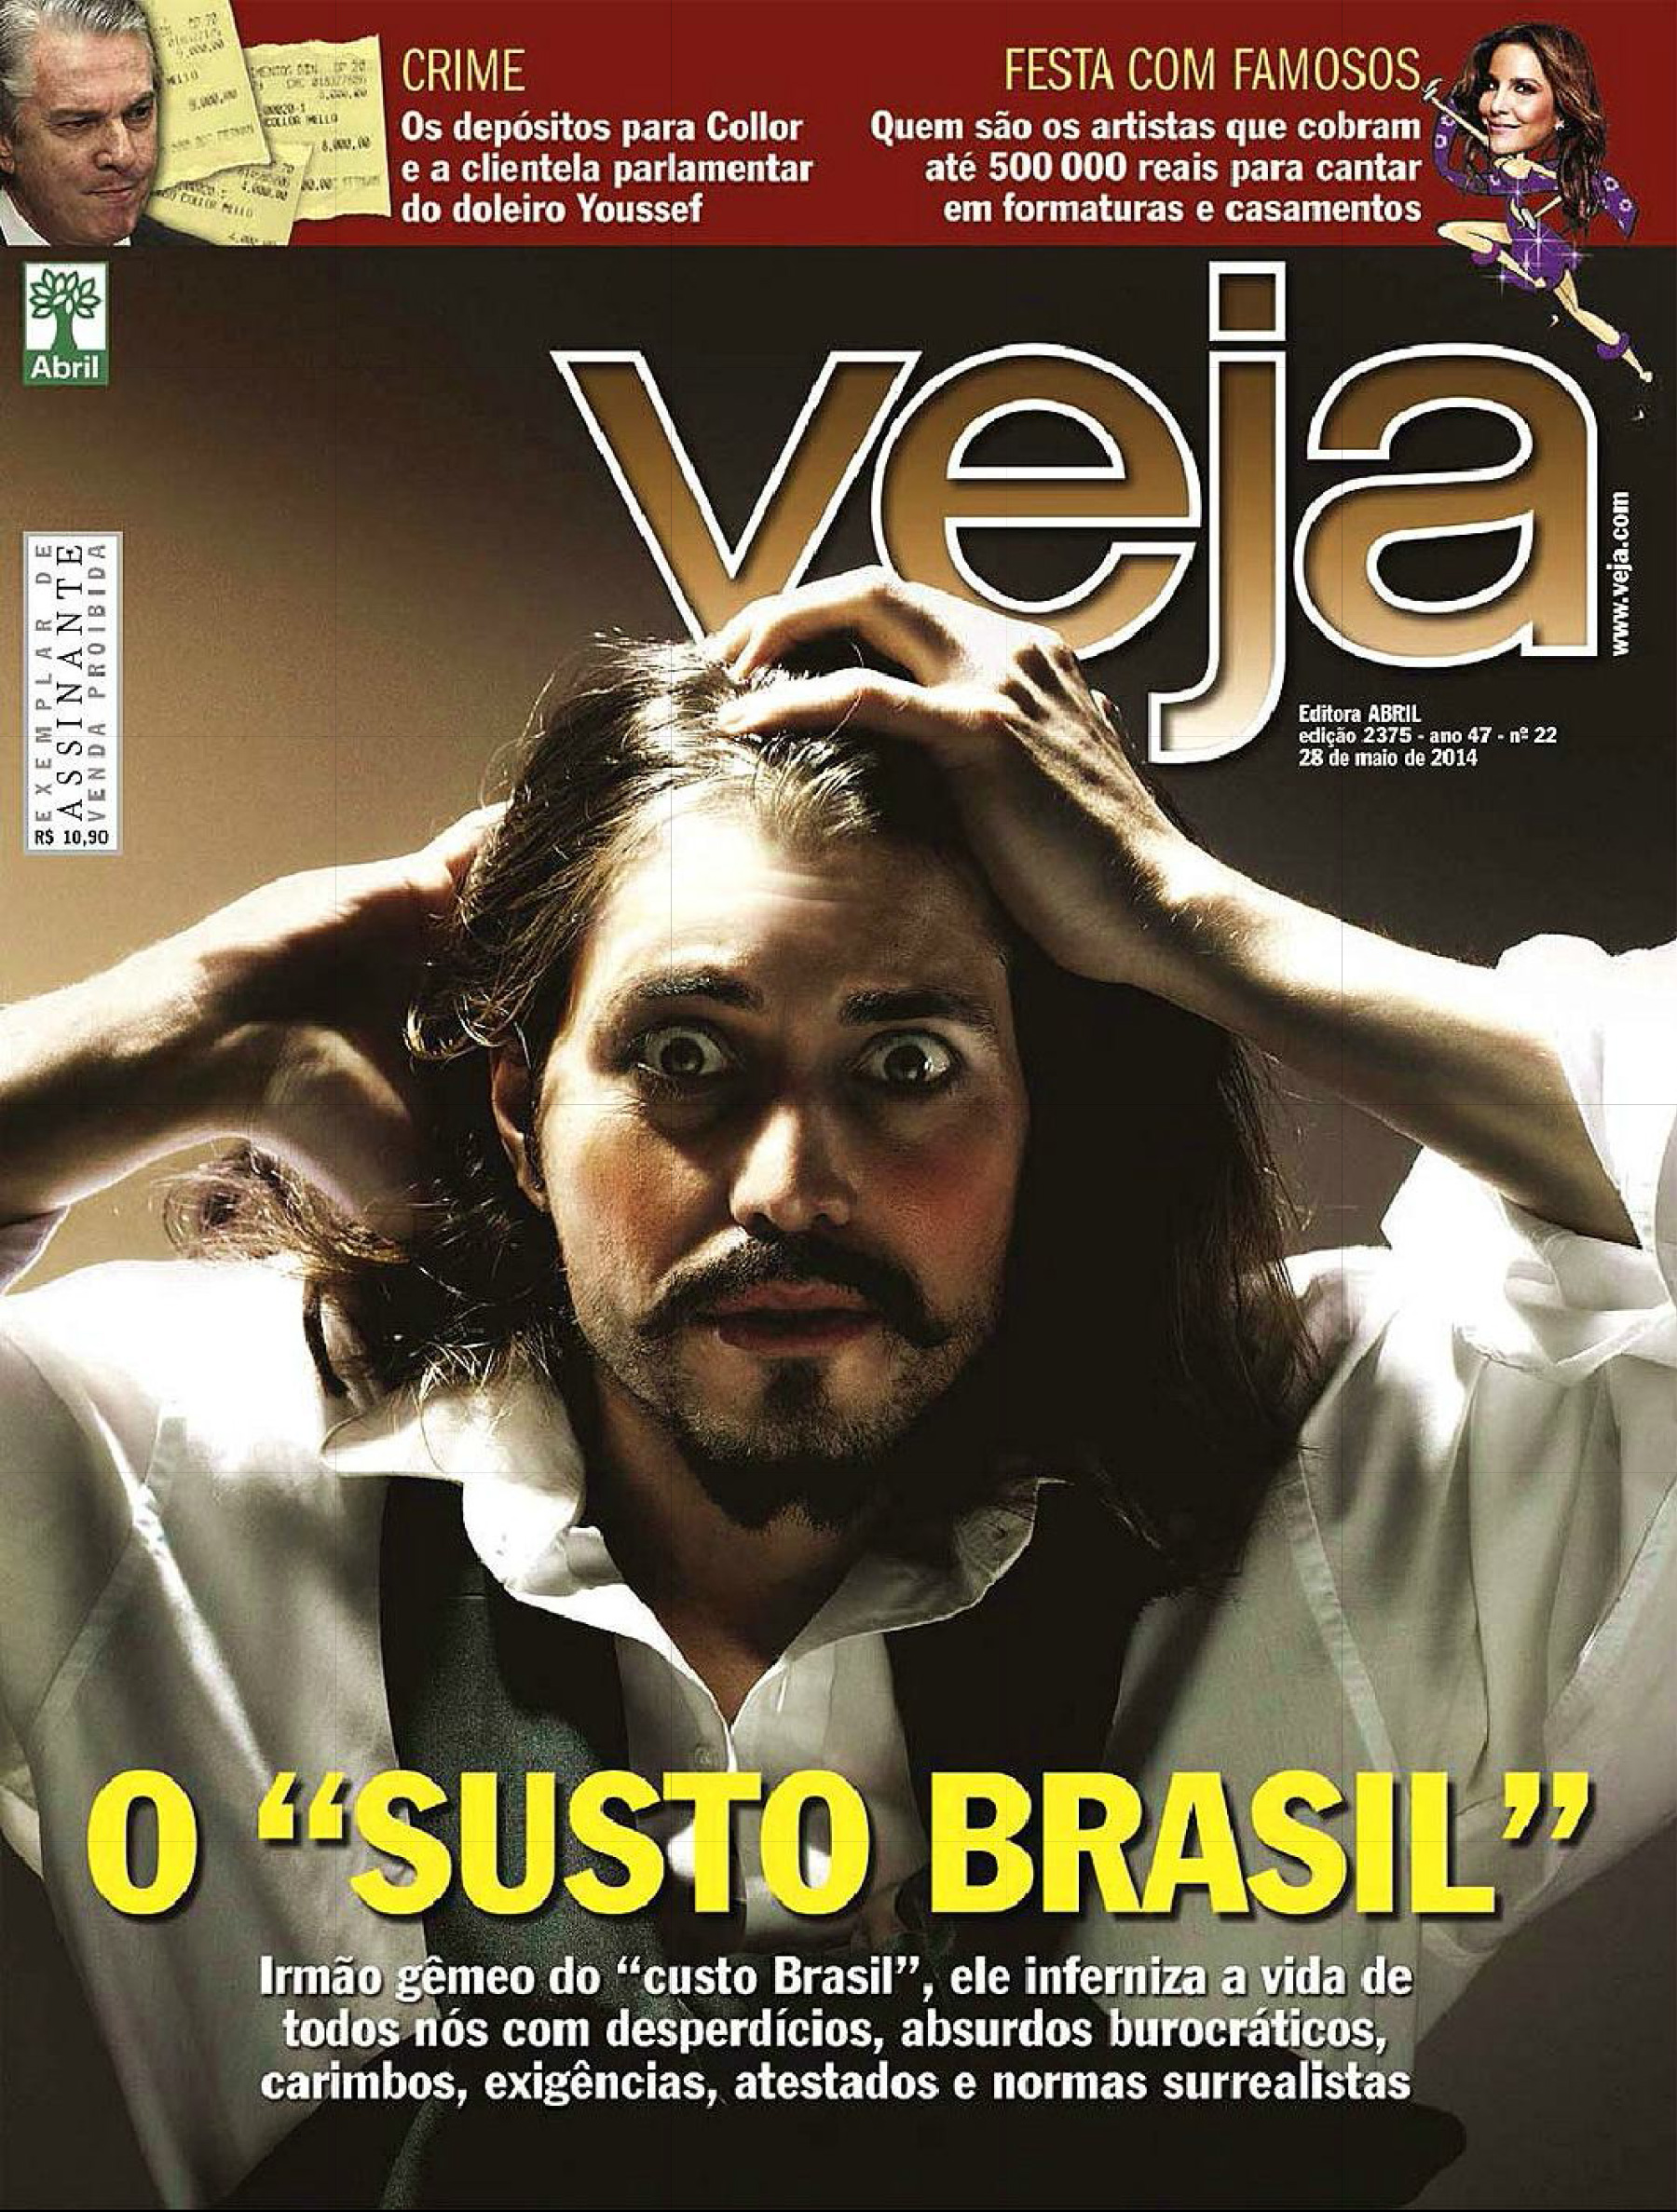 CRIME
Os depósitos para Collor
e a clientela parlamentar
do doleiro Youssef
FESTA COM FAMOSOS
Quem são os artistas que cobram
até 500 000 reais para cantar
em formaturas e casamentos
Abril
veja
www.veja.com
Editora ABRIL
edição 2375 - ano 47 - nº 22
28 de maio de 2014
EXEMPLAR DE
ASSINANTE
VENDA PROIBIDA
R$ 10,90
O “SUSTO BRASIL”
Irmão gêmeo do “custo Brasil”, ele inferniza a vida de
todos nós com desperdícios, absurdos burocráticos,
carimbos, exigências, atestados e normas surrealistas